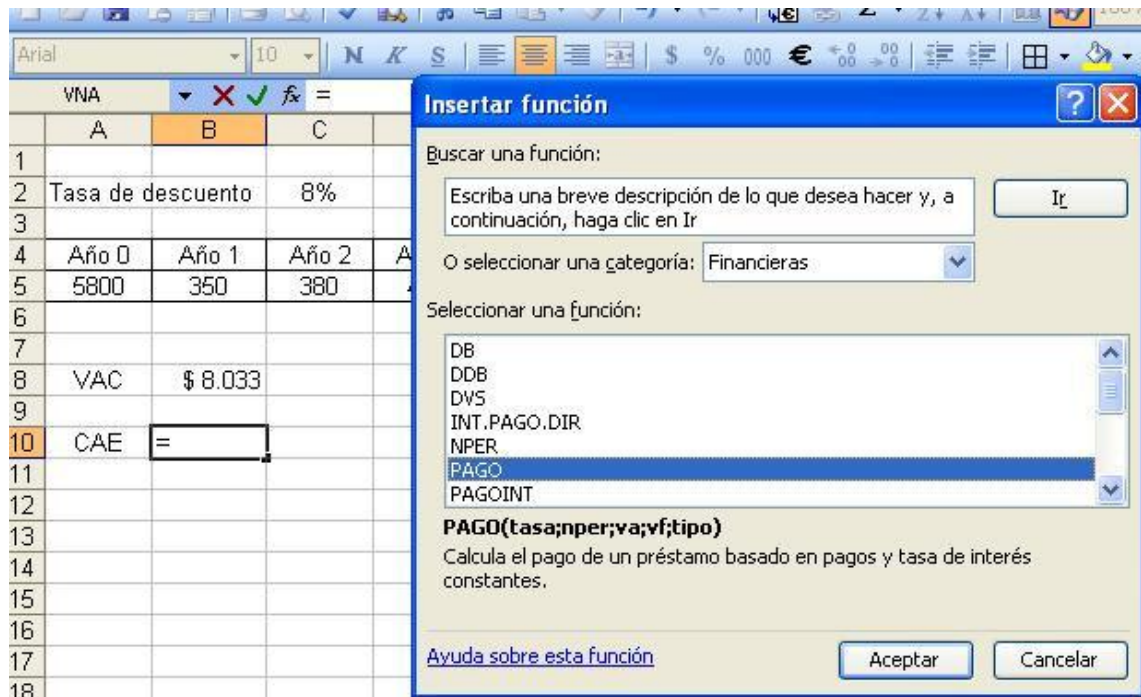 Arial 10 N K S $ % 000 €
VNA fx =
A B C
1
2 Tasa de descuento 8%
3
4 Año 0 Año 1 Año 2 A
5 5800 350 380
6
7
8 VAC $ 8.033
9
10 CAE =
11
12
13
14
15
16
17
18
Insertar función
Buscar una función:
Escriba una breve descripción de lo que desea hacer y, a
continuación, haga clic en Ir
Ir
O seleccionar una categoría: Financieras
Seleccionar una función:
DB
DDB
DVS
INT.PAGO.DIR
NPER
PAGO
PAGOINT
PAGO(tasa;nper;va;vf;tipo)
Calcula el pago de un préstamo basado en pagos y tasa de interés
constantes.
Ayuda sobre esta función
Aceptar Cancelar